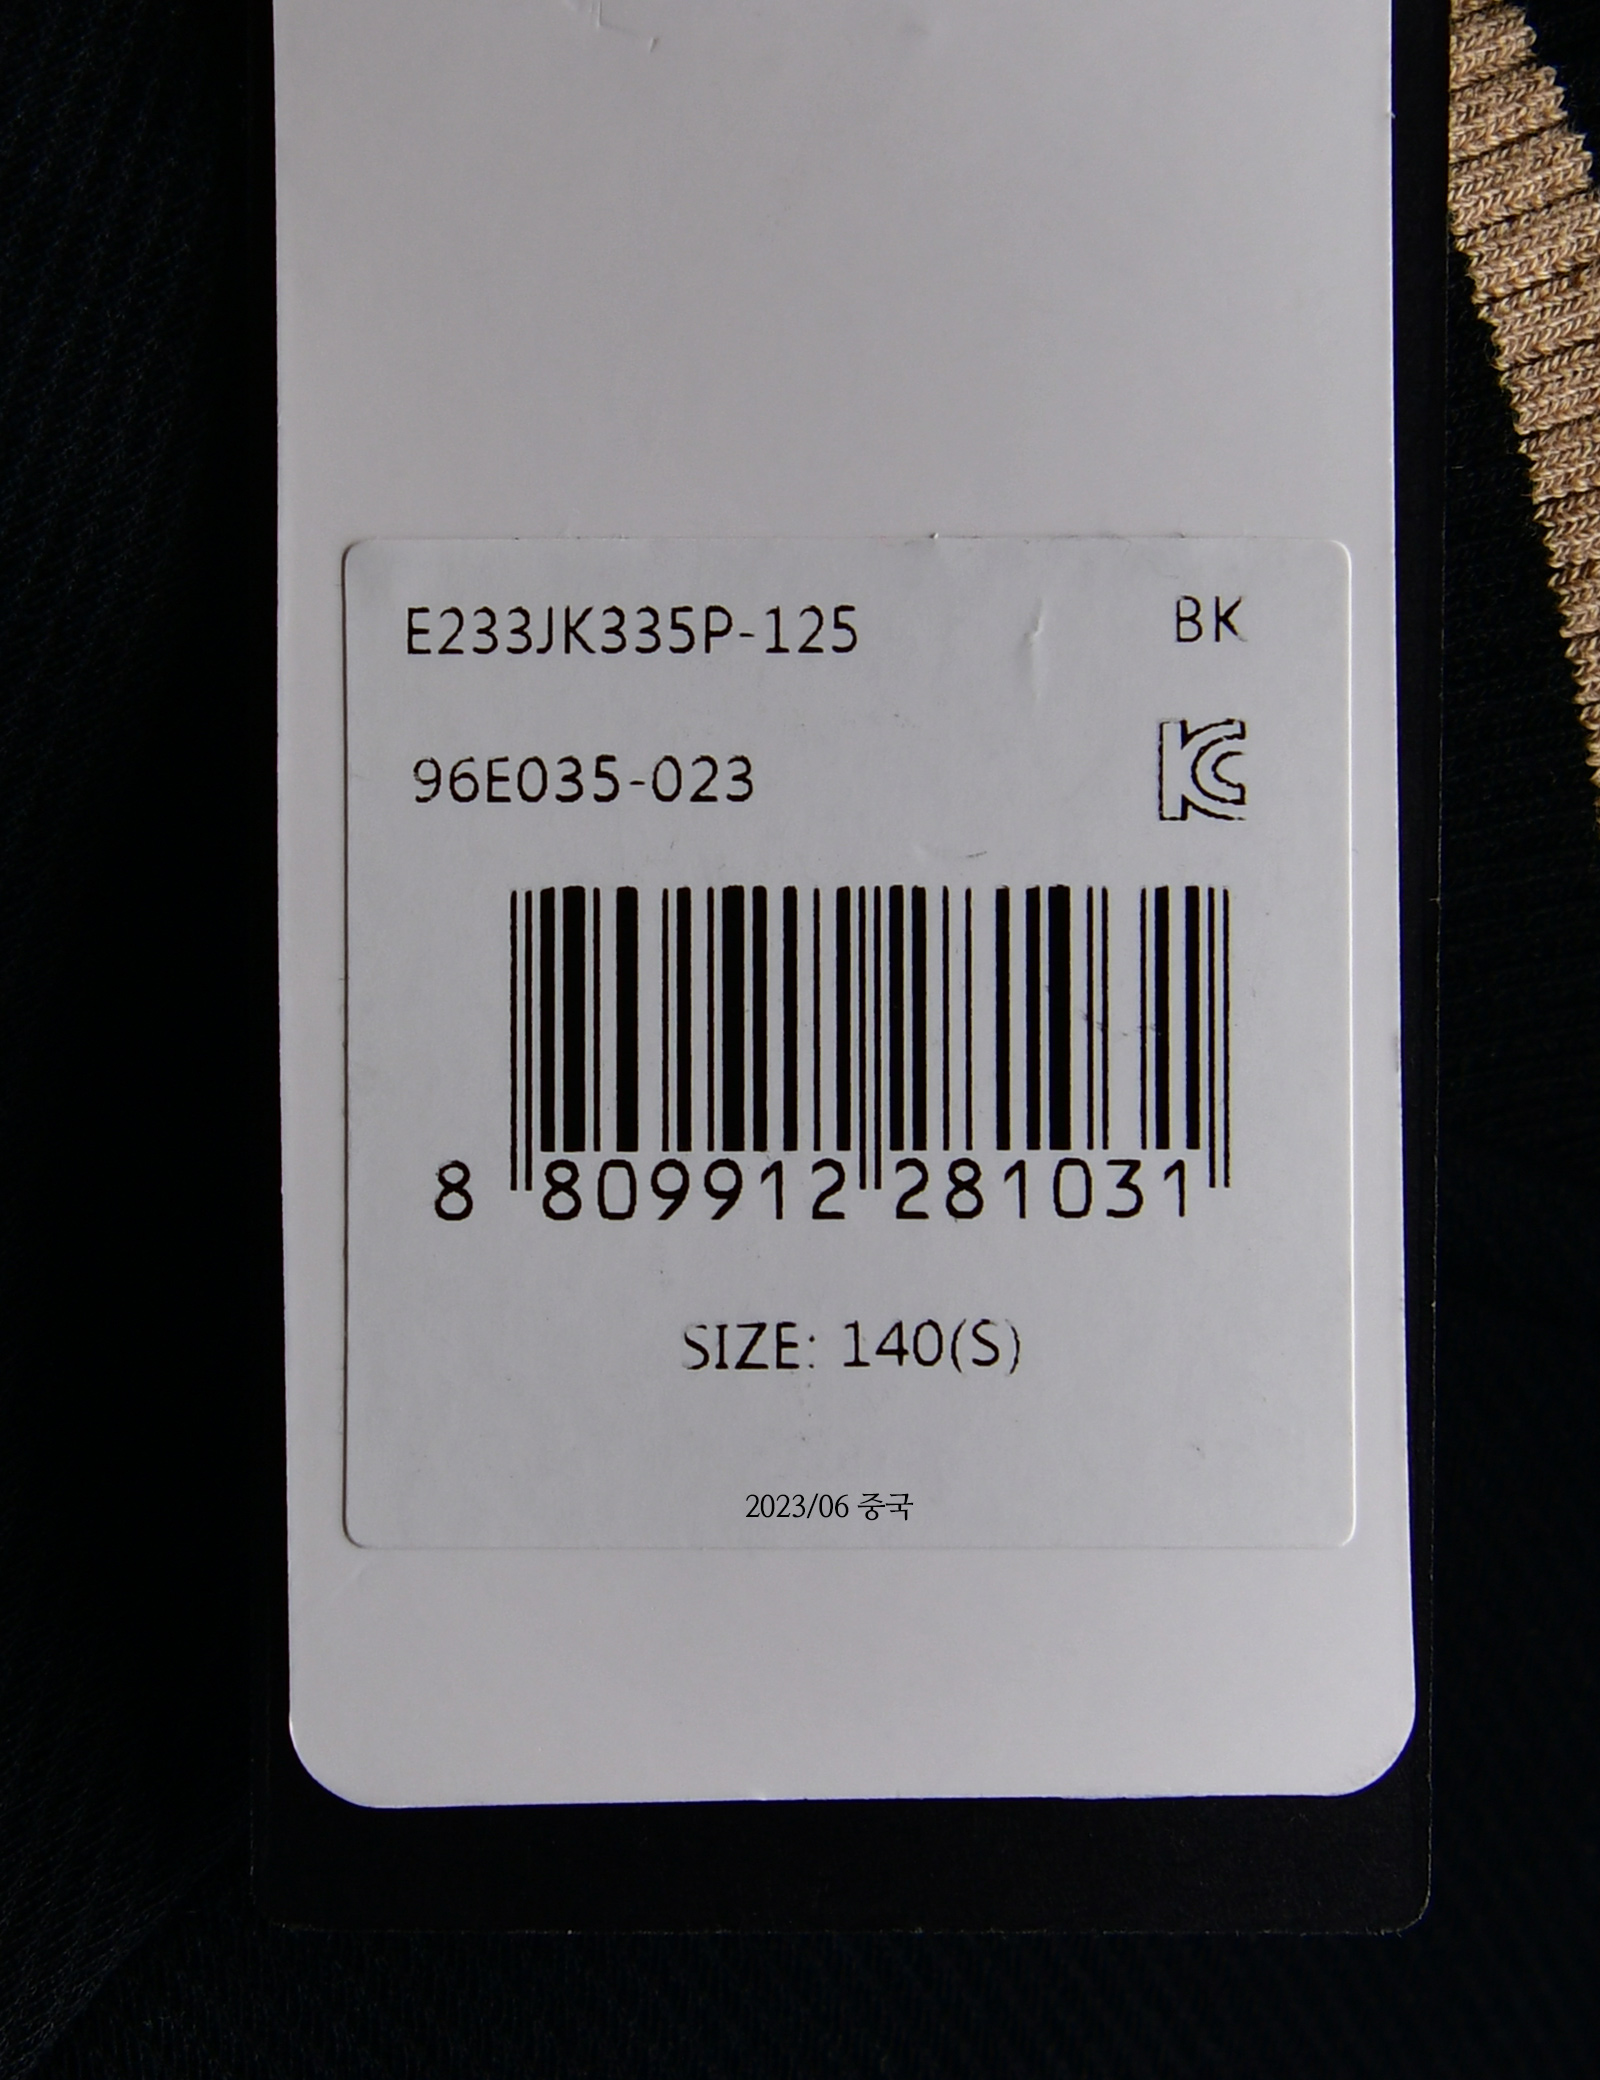 E233JK335P-125 BK
96E035-023
8 809912 281031
SIZE: 140(S)
2023/06 중국